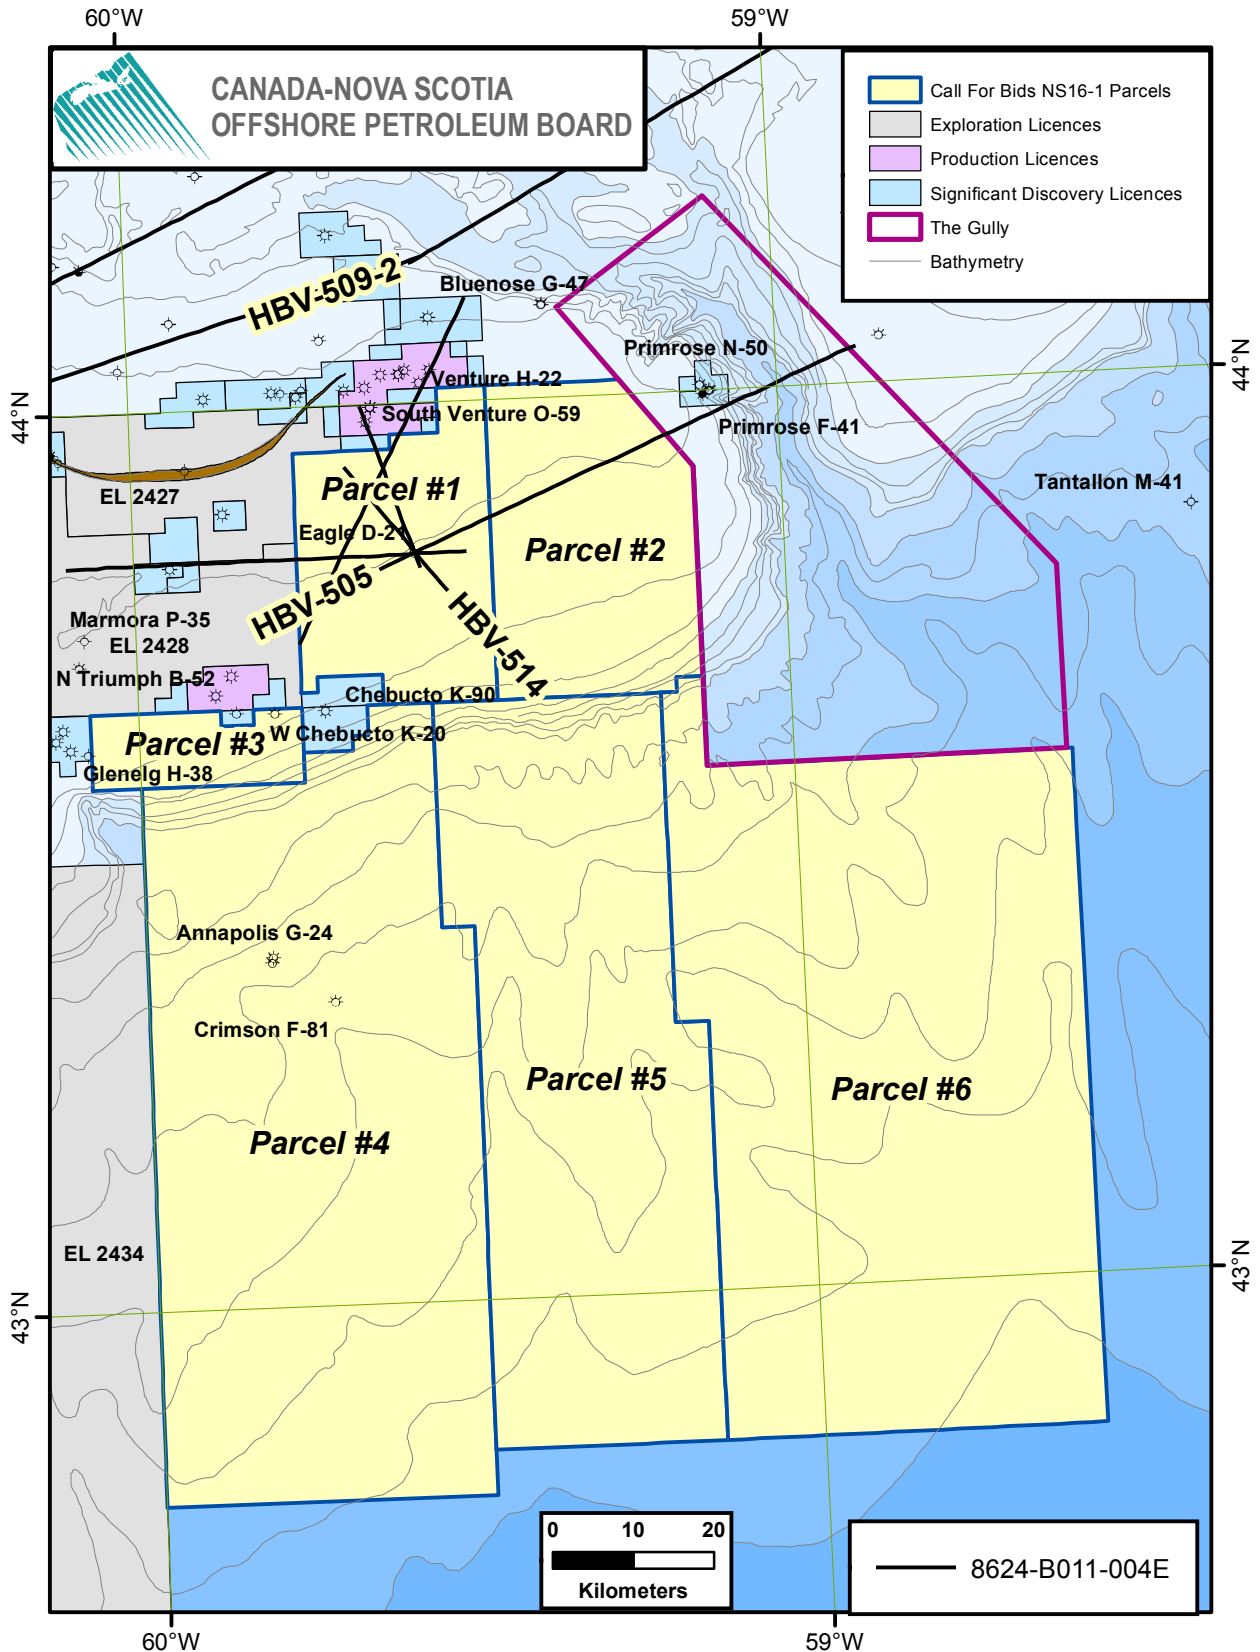 60°W
59°W
CANADA-NOVA SCOTIA
OFFSHORE PETROLEUM BOARD
Call For Bids NS16-1 Parcels
Exploration Licences
Production Licences
Significant Discovery Licences
The Gully
Bathymetry
HBV-509-2
Bluenose G-47
Primrose N-50
44°N
Venture H-22
44°N
South Venture O-59
Primrose F-41
Tantallon M-41
Parcel #1
EL 2427
Eagle D-21
Parcel #2
HBV-505
HBV-514
Marmora P-35
EL 2428
N Triumph B-52
Chebucto K-90
W Chebucto K-20
Parcel #3
Glenelg H-38
Annapolis G-24
Crimson F-81
Parcel #5
Parcel #6
Parcel #4
EL 2434
43°N
43°N
0 10 20
Kilometers
8624-B011-004E
60°W
59°W